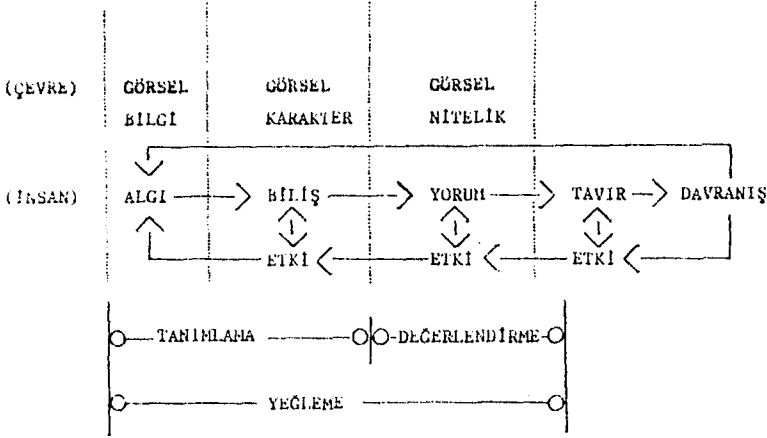 (ÇEVRE) GÖRSEL GÖRSEL GÖRSEL
BİLGİ KARAKTER NİTELİK
(İNSAN) ALGI BİLİŞ YORUM TAVIR DAVRANIŞ
ETKİ ETKİ ETKİ
TANIMLAMA DEĞERLENDİRME
YEĞLEME